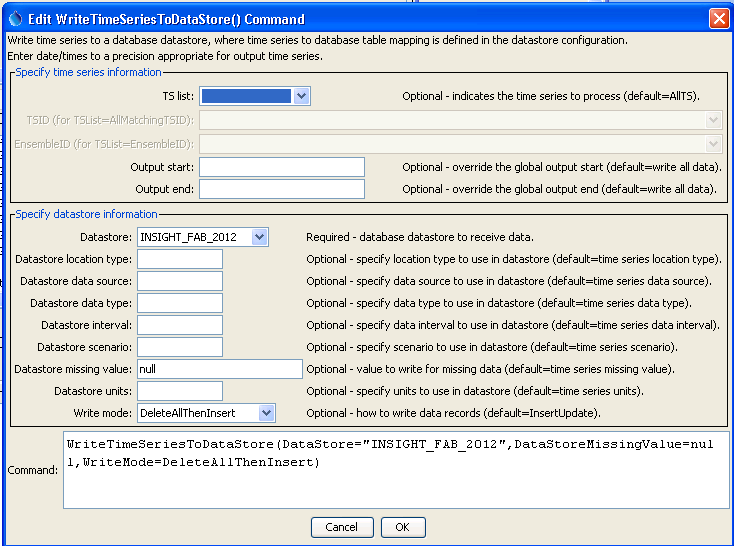 Edit WriteTimeSeriesToDataStore() Command
Write time series to a database datastore, where time series to database table mapping is defined in the datastore configuration.
Enter date/times to a precision appropriate for output time series.
Specify time series information
TS list: Optional - indicates the time series to process (default=AllTS).
TSID (for TSList=AllMatchingTSID):
EnsembleID (for TSList=EnsembleID):
Output start: Optional - override the global output start (default=write all data).
Output end: Optional - override the global output end (default=write all data).
Specify datastore information
Datastore: INSIGHT_FAB_2012 Required - database datastore to receive data.
Datastore location type: Optional - specify location type to use in datastore (default=time series location type).
Datastore data source: Optional - specify data source to use in datastore (default=time series data source).
Datastore data type: Optional - specify data type to use in datastore (default=time series data type).
Datastore interval: Optional - specify data interval to use in datastore (default=time series data interval).
Datastore scenario: Optional - specify scenario to use in datastore (default=time series scenario).
Datastore missing value: null Optional - value to write for missing data (default=time series missing value).
Datastore units: Optional - specify units to use in datastore (default=time series units).
Write mode: DeleteAllThenInsert Optional - how to write data records (default=InsertUpdate).
Command: WriteTimeSeriesToDataStore(DataStore="INSIGHT_FAB_2012",DataStoreMissingValue=nul
l,WriteMode=DeleteAllThenInsert)
Cancel OK